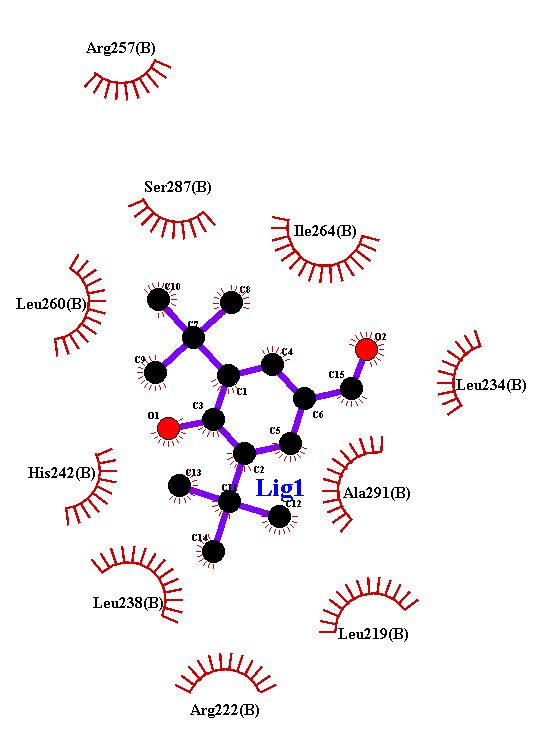 Arg257(B)
Ser287(B)
Ile264(B)
C10
C8
Leu260(B)
C7
O2
C9
C4
C15
C1
Leu234(B)
C6
C3
O1
C5
C2
His242(B)
C13
Lig1
Ala291(B)
C11
C12
C14
Leu238(B)
Leu219(B)
Arg222(B)